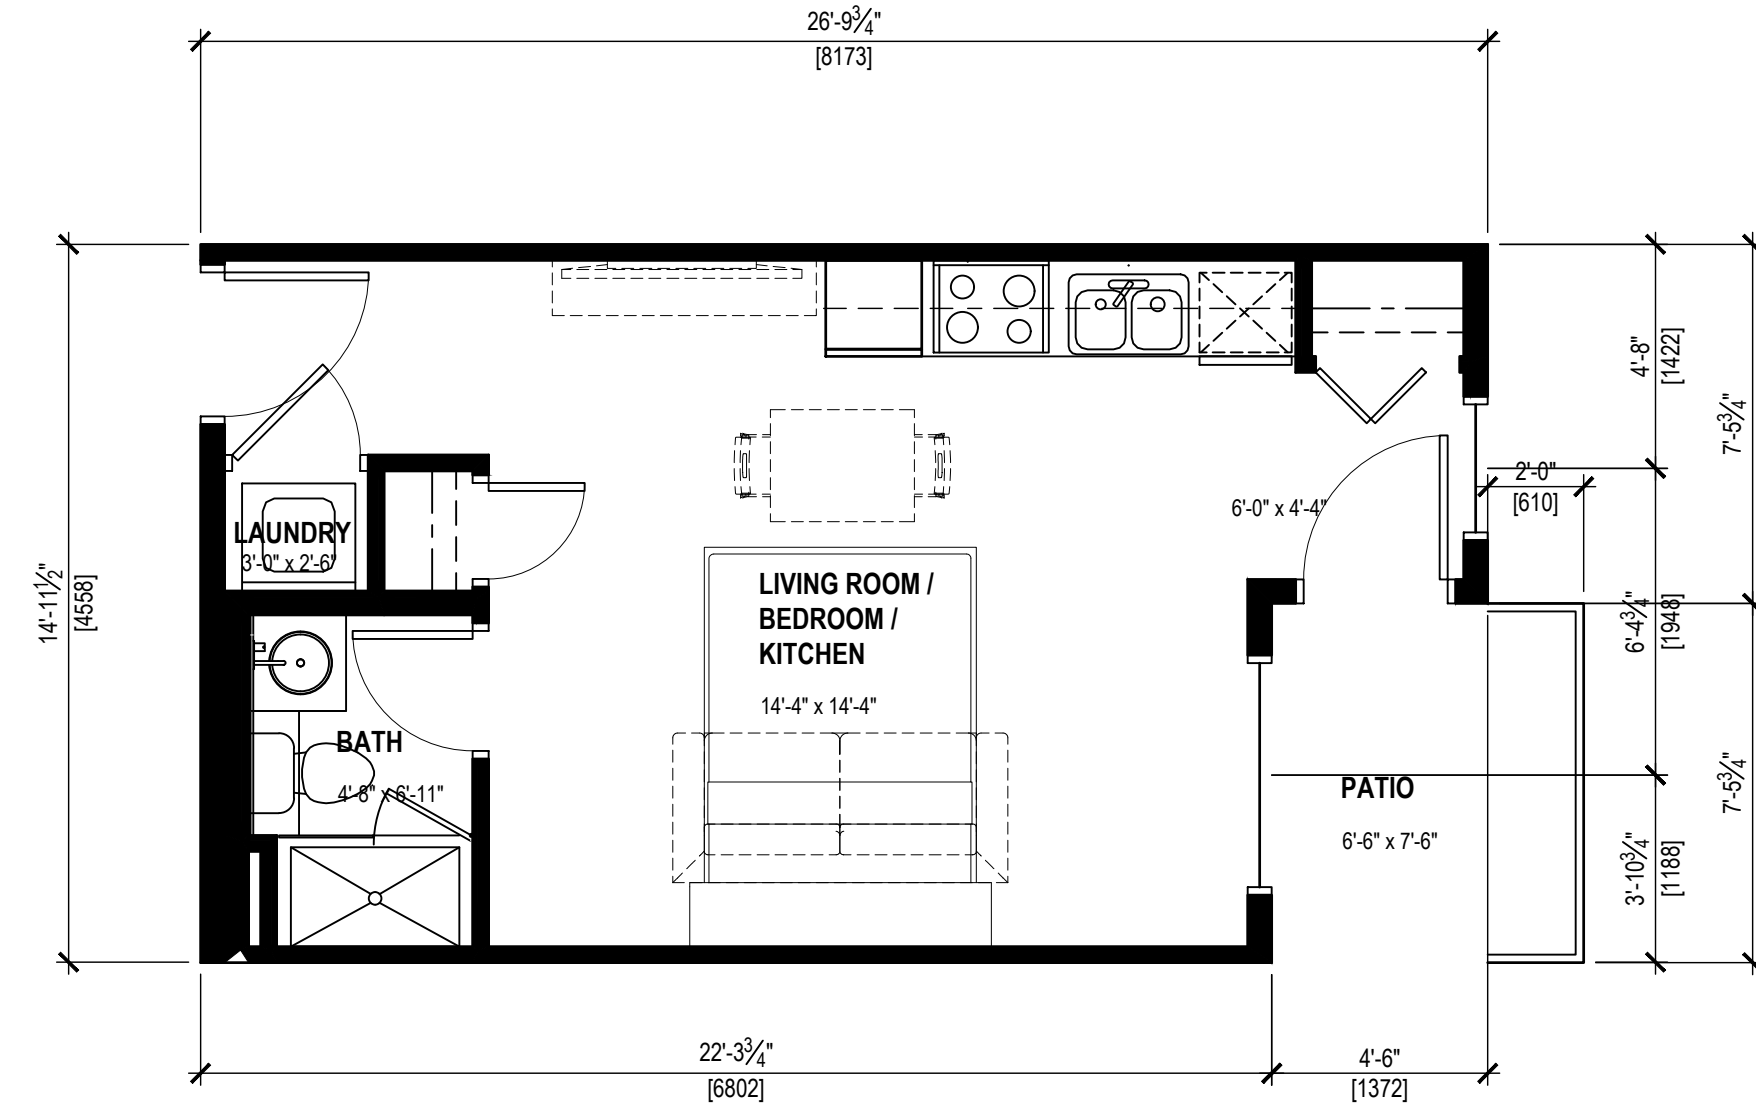 26'-9¾"
[8173]
4'-8"
[1422]
7'-5¾"
2'-0"
[610]
6'-0" x 4'-4"
LAUNDRY
3'-0" x 2'-6"
14'-11½"
[4558]
LIVING ROOM /
BEDROOM /
KITCHEN
14'-4" x 14'-4"
6'-4¾"
[1948]
BATH
4'-8" x 6'-11"
PATIO
6'-6" x 7'-6"
7'-5¾"
3'-10¾"
[1188]
22'-3¾"
[6802]
4'-6"
[1372]